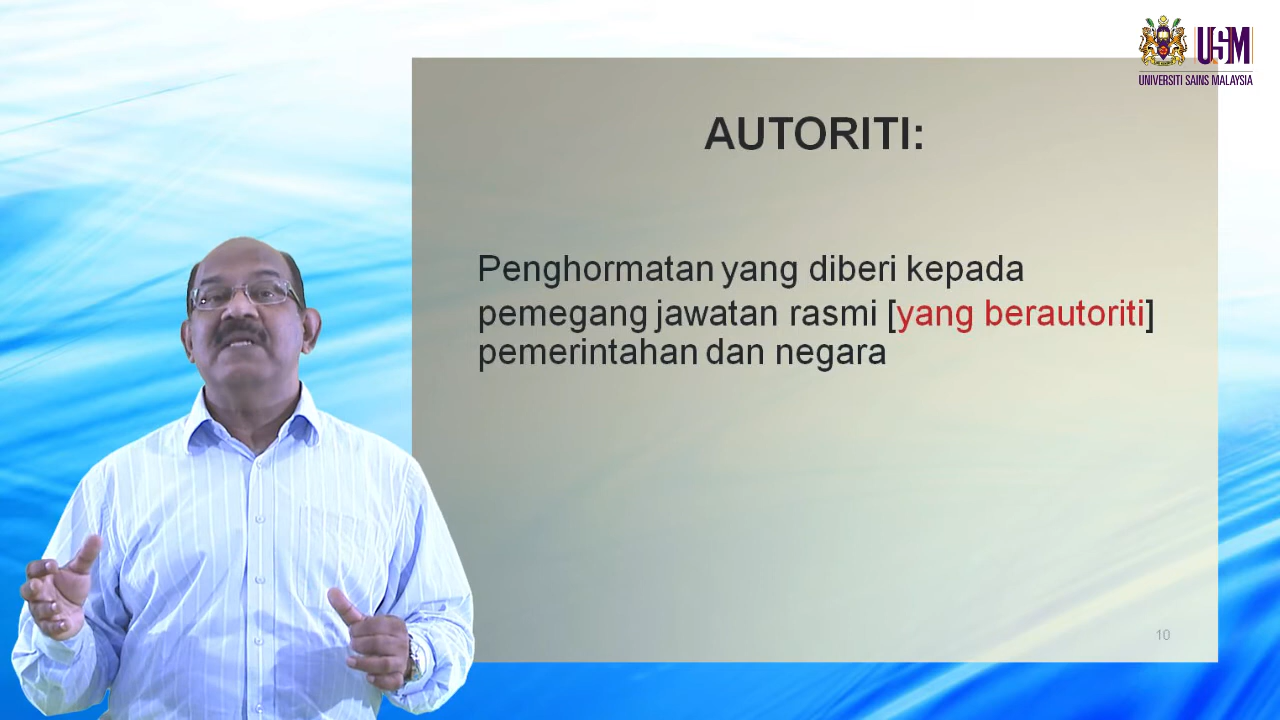 USM
UNIVERSITI SAINS MALAYSIA
AUTORITI:
Penghormatan yang diberi kepada
pemegang jawatan rasmi [yang berautoriti]
pemerintahan dan negara
10